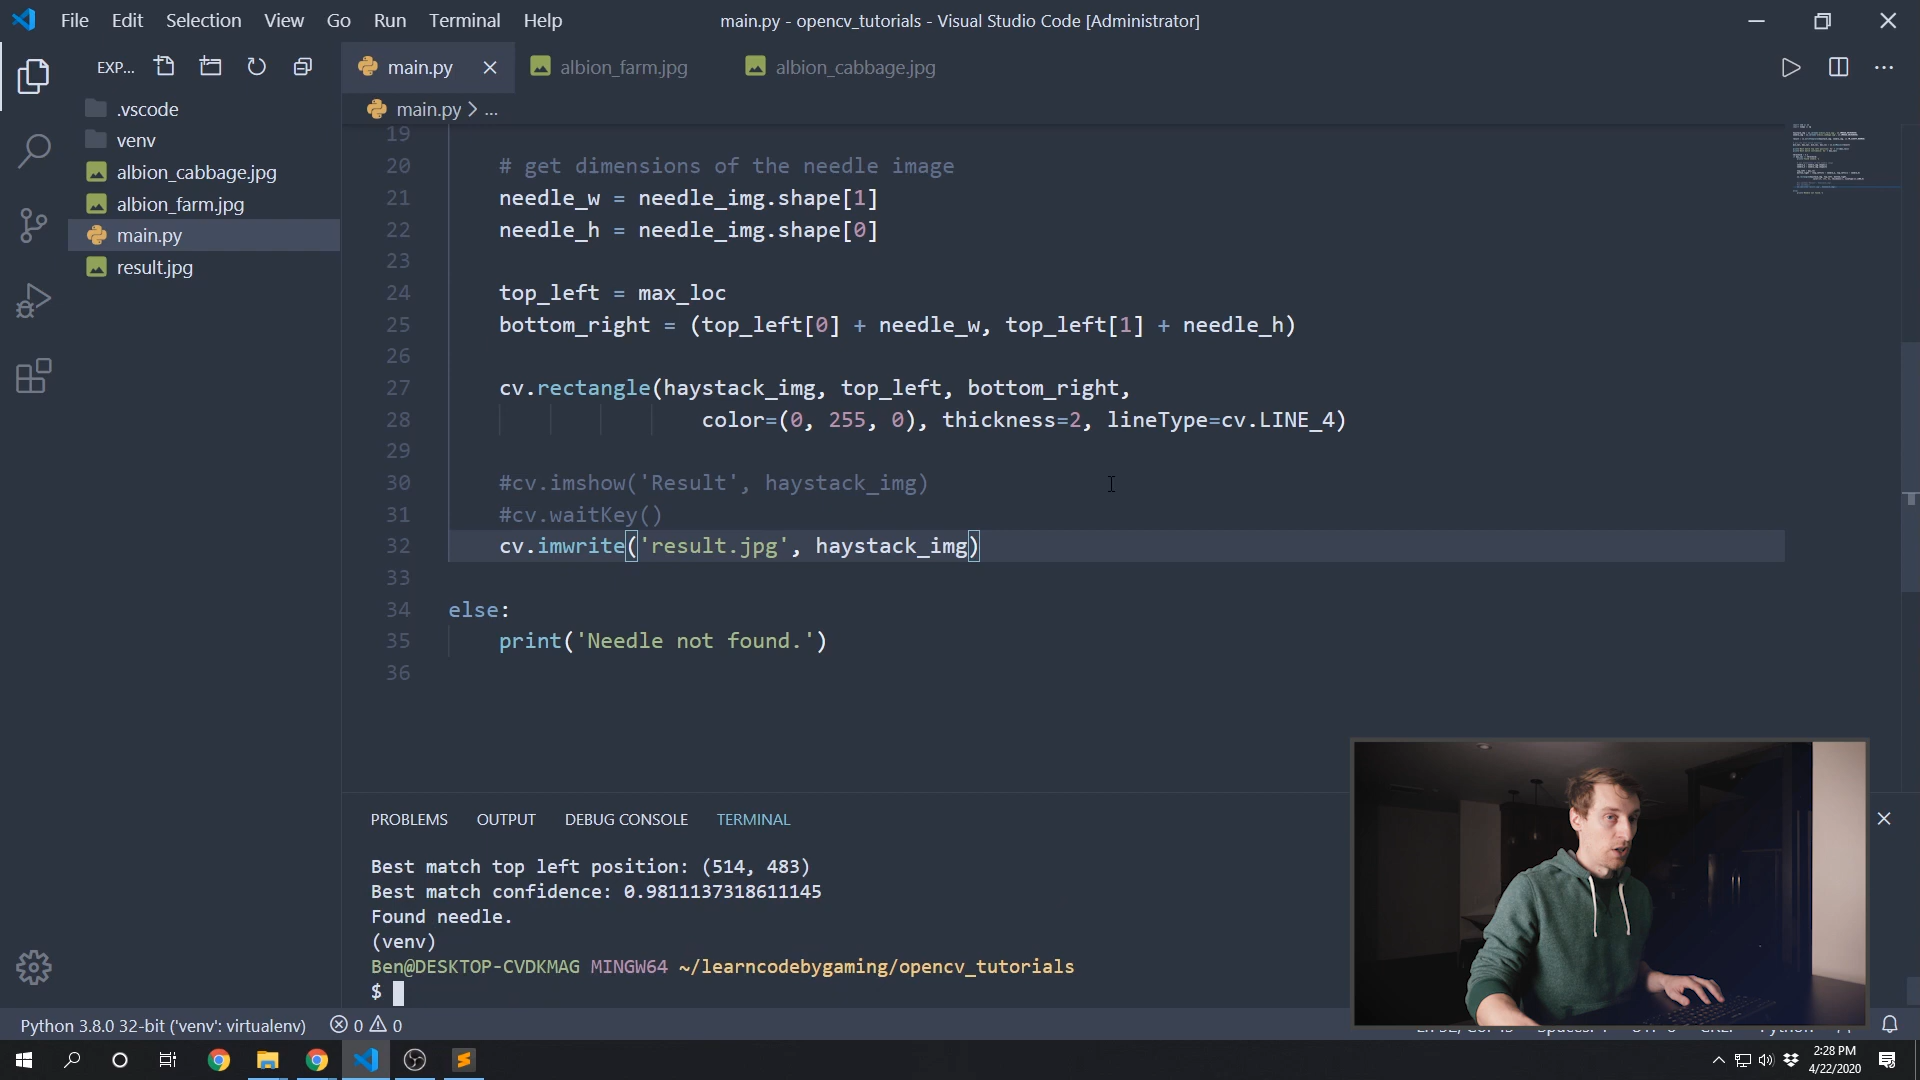 File Edit Selection View Go Run Terminal Help
main.py - opencv_tutorials - Visual Studio Code [Administrator]
EXP...
.vscode
venv
albion_cabbage.jpg
albion_farm.jpg
main.py
result.jpg
main.py
albion_farm.jpg
albion_cabbage.jpg
main.py > ...
19
20 # get dimensions of the needle image
21 needle_w = needle_img.shape[1]
22 needle_h = needle_img.shape[0]
23
24 top_left = max_loc
25 bottom_right = (top_left[0] + needle_w, top_left[1] + needle_h)
26
27 cv.rectangle(haystack_img, top_left, bottom_right,
28 color=(0, 255, 0), thickness=2, lineType=cv.LINE_4)
29
30 #cv.imshow('Result', haystack_img)
31 #cv.waitKey()
32 cv.imwrite('result.jpg', haystack_img)
33
34 else:
35 print('Needle not found.')
36
PROBLEMS OUTPUT DEBUG CONSOLE TERMINAL
Best match top left position: (514, 483)
Best match confidence: 0.9811137318611145
Found needle.
(venv)
Ben@DESKTOP-CVDKMAG MINGW64 ~/learncodebygaming/opencv_tutorials
$
Python 3.8.0 32-bit ('venv': virtualenv) 0 0
2:28 PM
4/22/2020